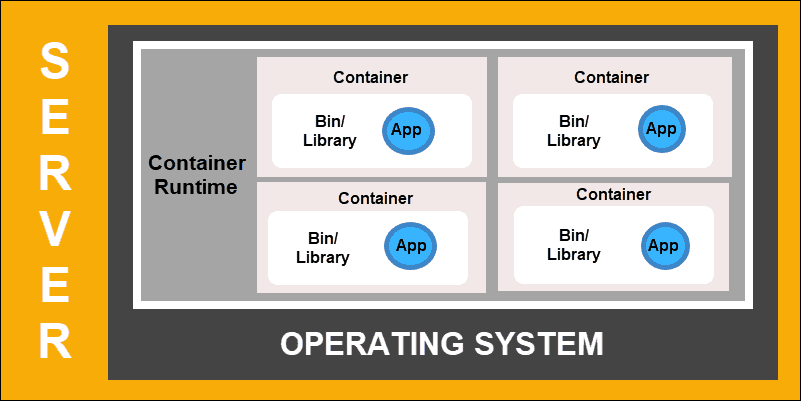 SERVER
Container
Bin/
Library
App
Container
Bin/
Library
App
Container
Runtime
Container
Bin/
Library
App
Container
Bin/
Library
App
OPERATING SYSTEM